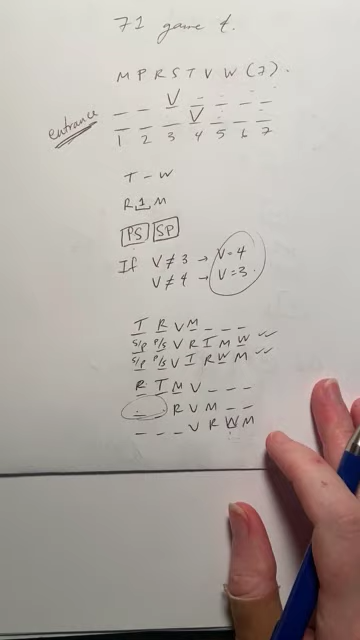 71 game 4.
M P R S T V W (7).
_ _ V _ _ _ _
entrance
_ _ _ V _ _ _
1 2 3 4 5 6 7
T - W
R 1 M
PS SP
If V ≠ 3 → V = 4
V ≠ 4 → V = 3.
T R V M _ _ _
S/P P/S V R T M W ✓✓
S/P P/S V T R W M ✓✓
R T M V _ _ _
_ _ R V M _ _
_ _ _ V R W M